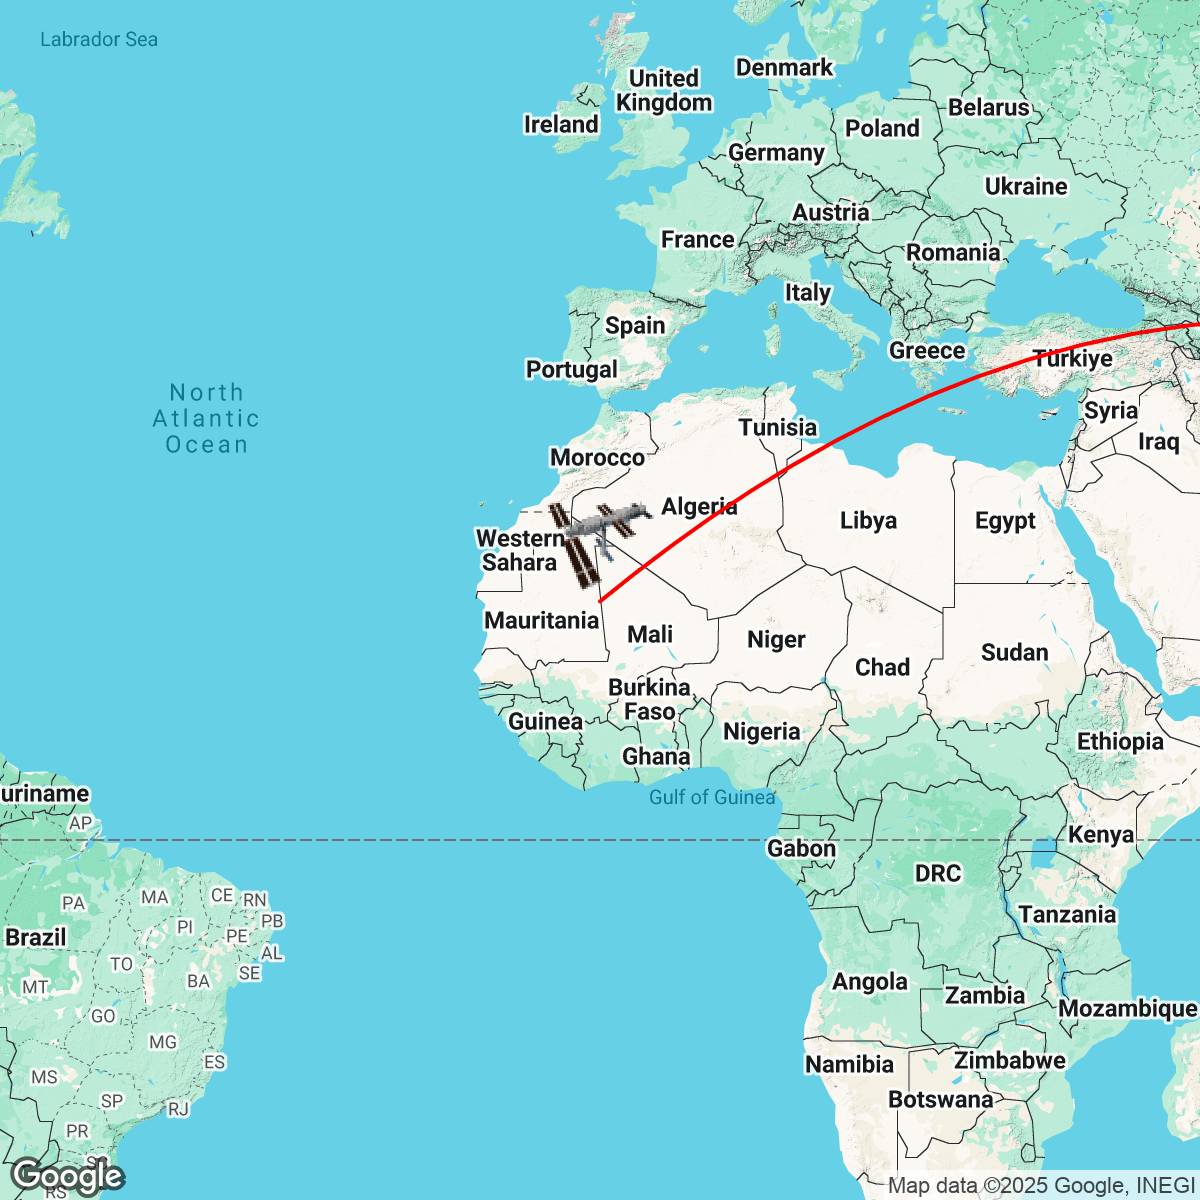 Labrador Sea
United
Kingdom
Denmark
Ireland
Belarus
Poland
Germany
Ukraine
Austria
France
Romania
Italy
Spain
Greece
Türkiye
Portugal
North
Atlantic
Ocean
Syria
Tunisia
Iraq
Morocco
Algeria
Libya
Egypt
Western
Sahara
Mauritania
Mali
Niger
Sudan
Chad
Burkina
Faso
Guinea
Nigeria
Ethiopia
Ghana
uriname
Gulf of Guinea
AP
Kenya
Gabon
DRC
PA
MA
CE
RN
Tanzania
PI
PB
Brazil
PE
AL
TO
SE
BA
MT
Angola
Zambia
Mozambique
GO
MG
ES
Namibia
Zimbabwe
MS
Botswana
SP
RJ
PR
Google
RS
Map data ©2025 Google, INEGI